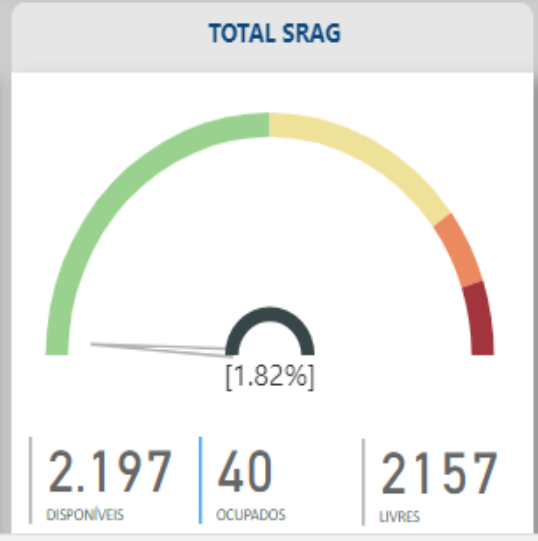 TOTAL SRAG
[1.82%]
2.197 40 2157
DISPONÍVEIS OCUPADOS LIVRES